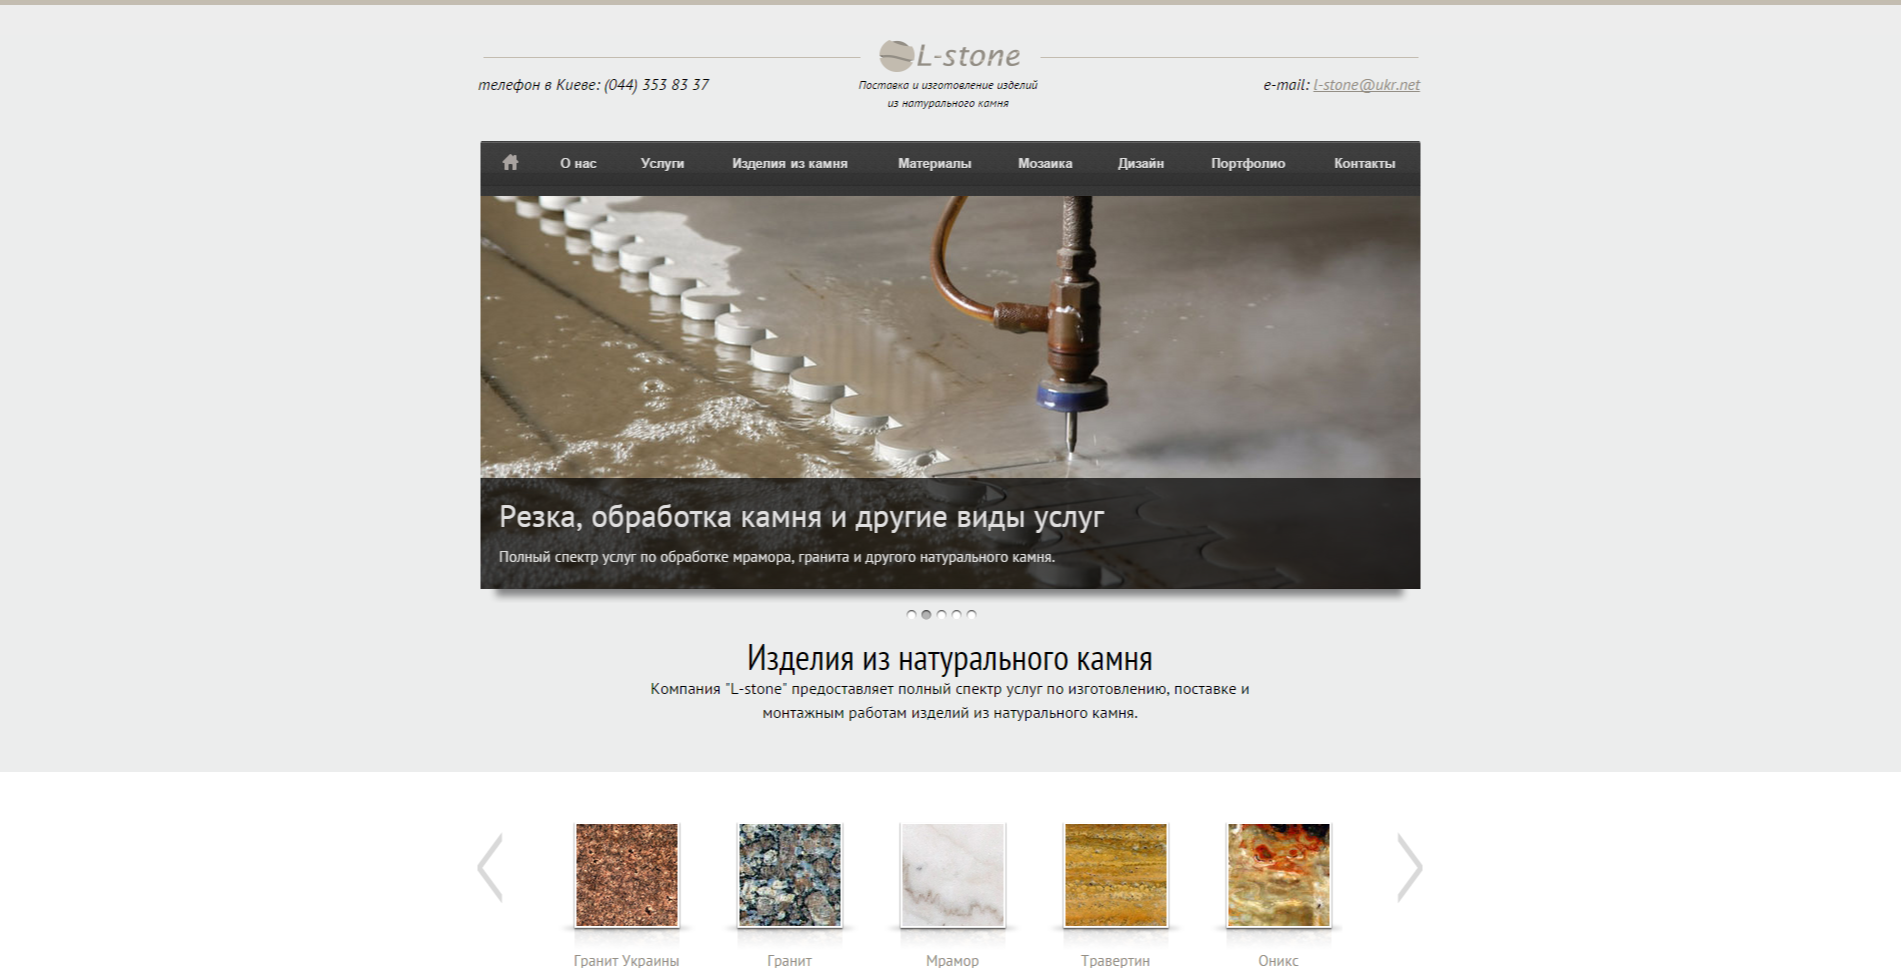 L-stone
телефон в Киеве: (044) 353 83 37
Поставка и изготовление изделий
из натурального камня
e-mail: l-stone@ukr.net
О нас Услуги Изделия из камня Материалы Мозаика Дизайн Портфолио Контакты
Резка, обработка камня и другие виды услуг
Полный спектр услуг по обработке мрамора, гранита и другого натурального камня.
Изделия из натурального камня
Компания "L-stone" предоставляет полный спектр услуг по изготовлению, поставке и
монтажным работам изделий из натурального камня.
Гранит Украины Гранит Мрамор Травертин Оникс